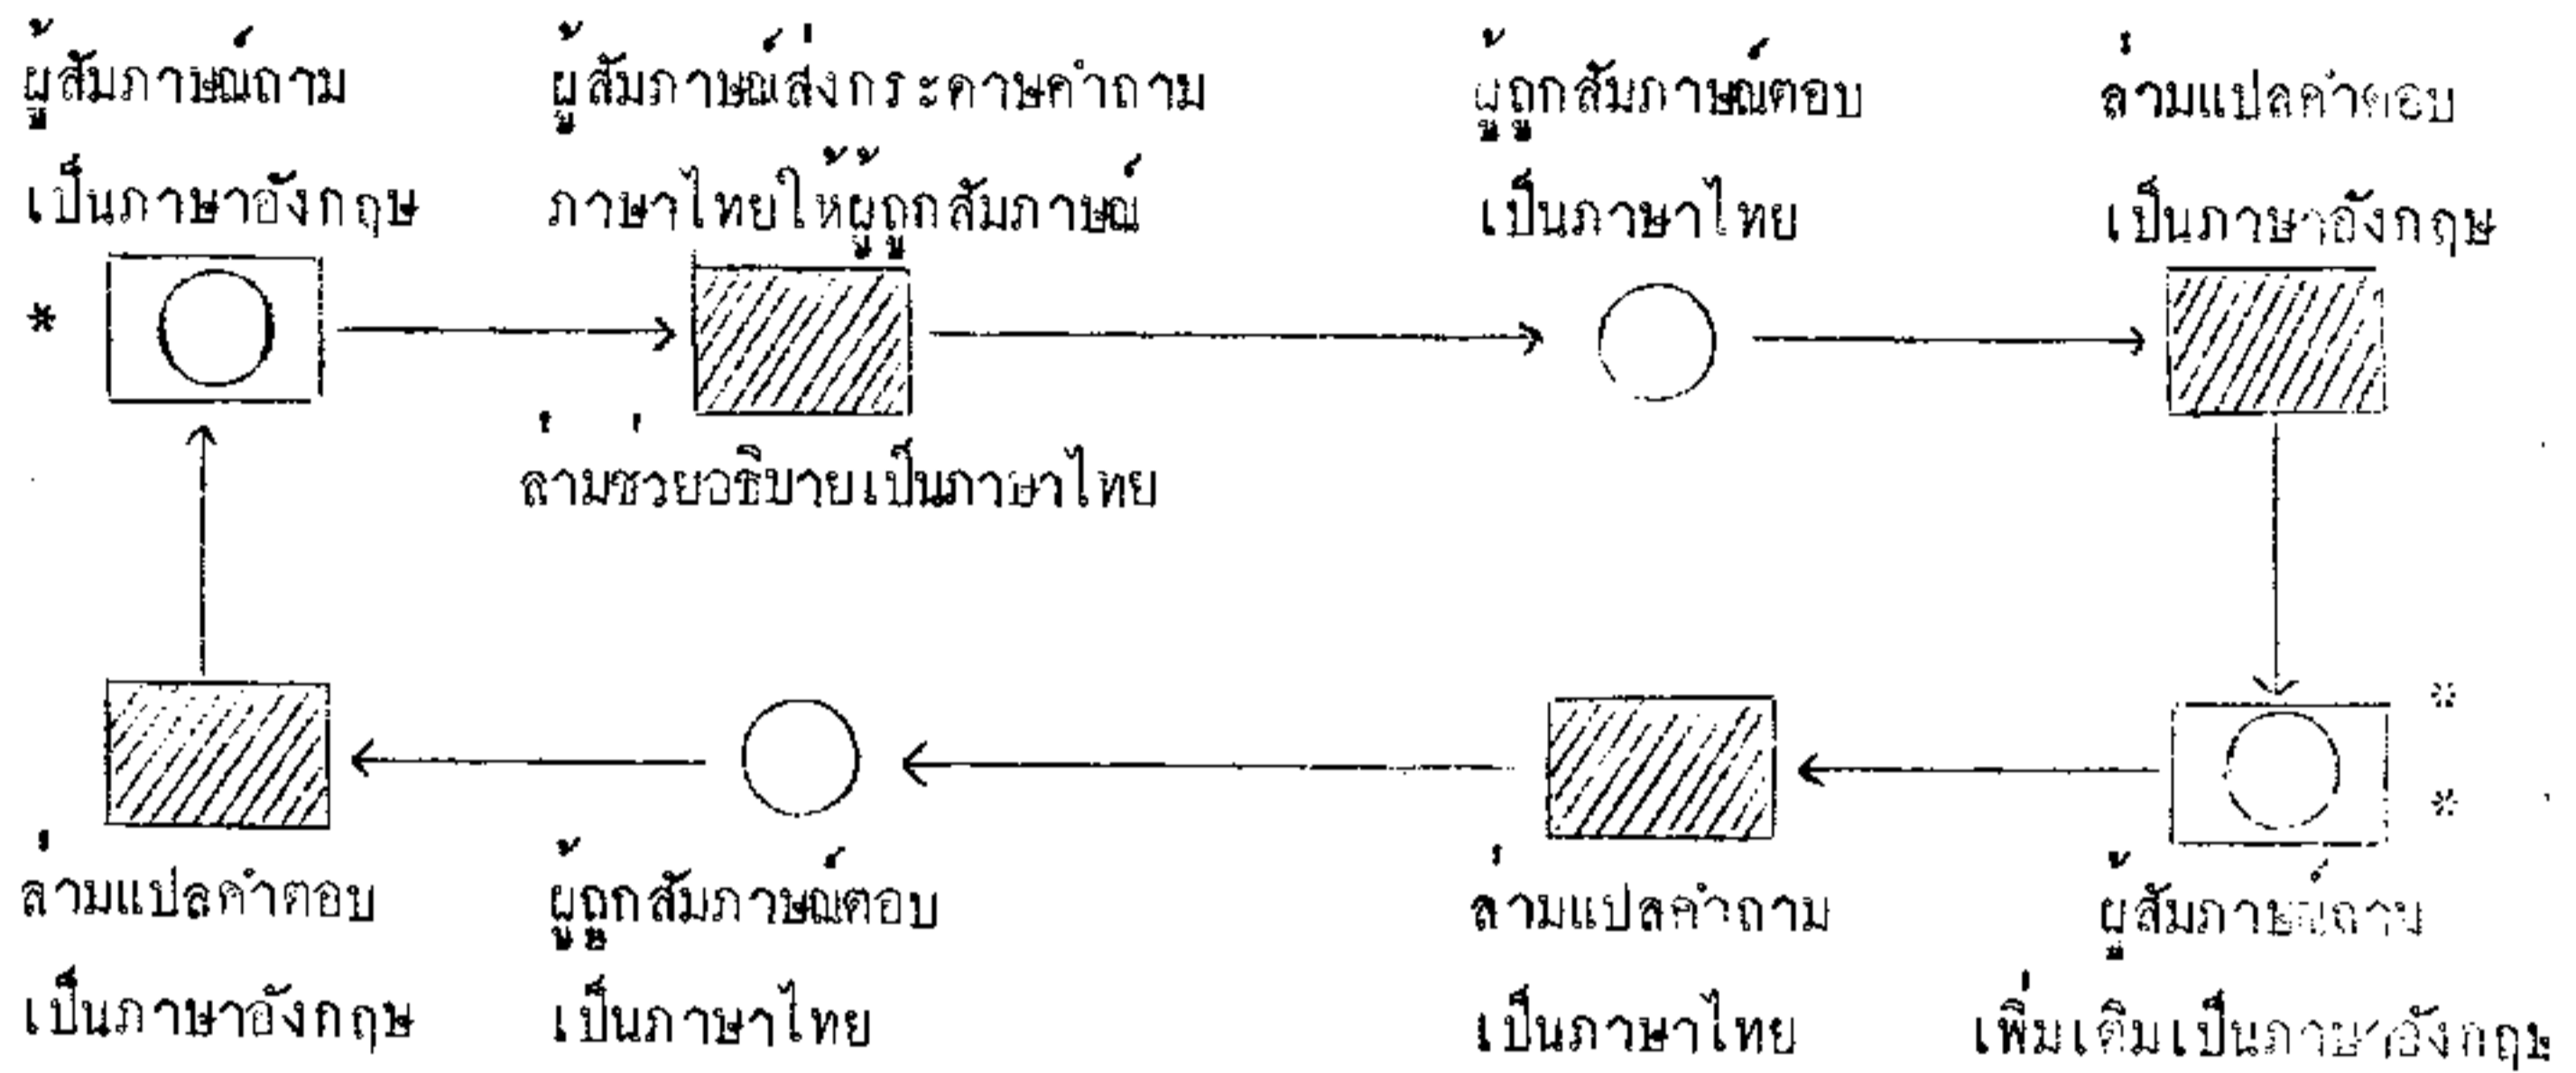 ผู้สัมภาษณ์ถาม
เป็นภาษาอังกฤษ
ผู้สัมภาษณ์ส่งกระดาษคำถาม
ภาษาไทยให้ผู้ถูกสัมภาษณ์
ผู้ถูกสัมภาษณ์ตอบ
เป็นภาษาไทย
ล่ามแปลคำตอบ
เป็นภาษาอังกฤษ
*
ล่ามช่วยอธิบายเป็นภาษาไทย
*
*
ล่ามแปลคำตอบ
เป็นภาษาอังกฤษ
ผู้ถูกสัมภาษณ์ตอบ
เป็นภาษาไทย
ล่ามแปลคำถาม
เป็นภาษาไทย
ผู้สัมภาษณ์ถาม
เพิ่มเติมเป็นภาษาอังกฤษ